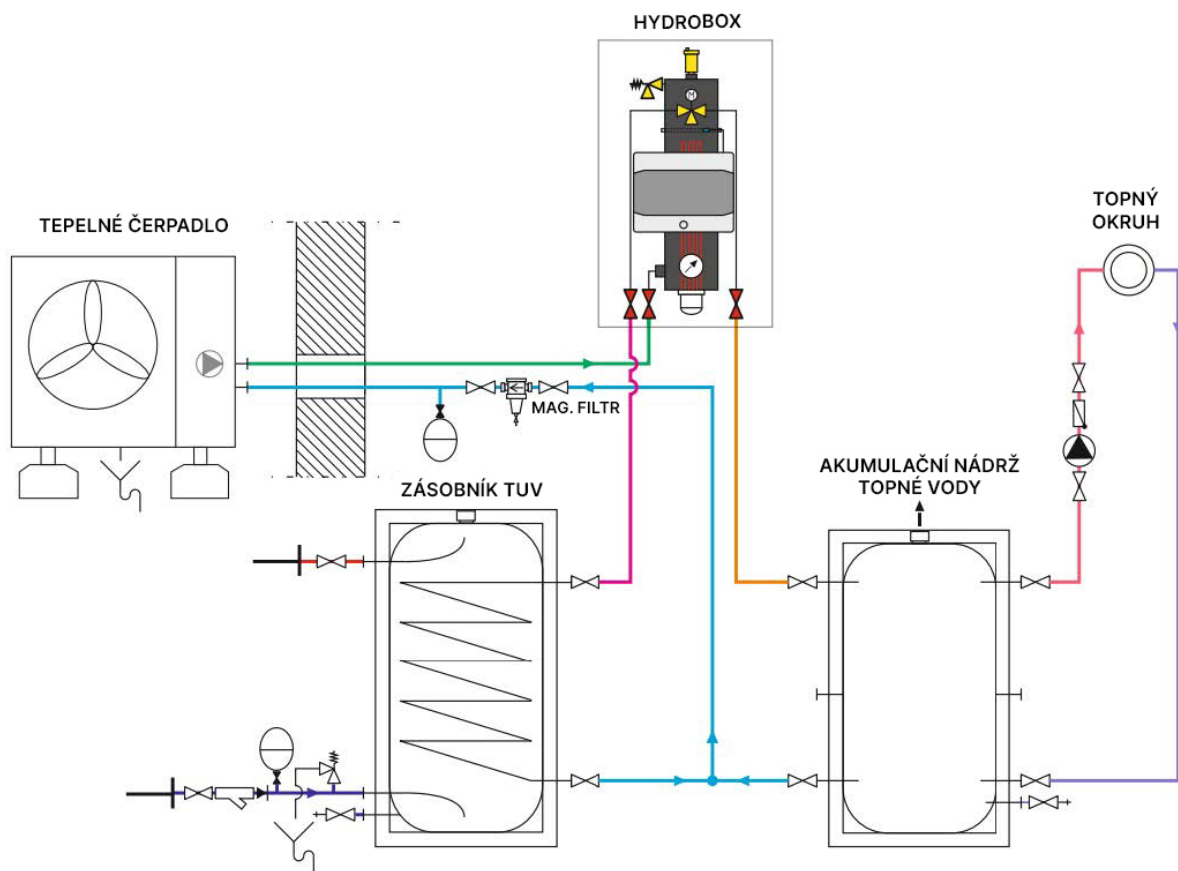 HYDROBOX
M
TEPELNÉ ČERPADLO
TOPNÝ
OKRUH
MAG. FILTR
ZÁSOBNÍK TUV
AKUMULAČNÍ NÁDRŽ
TOPNÉ VODY